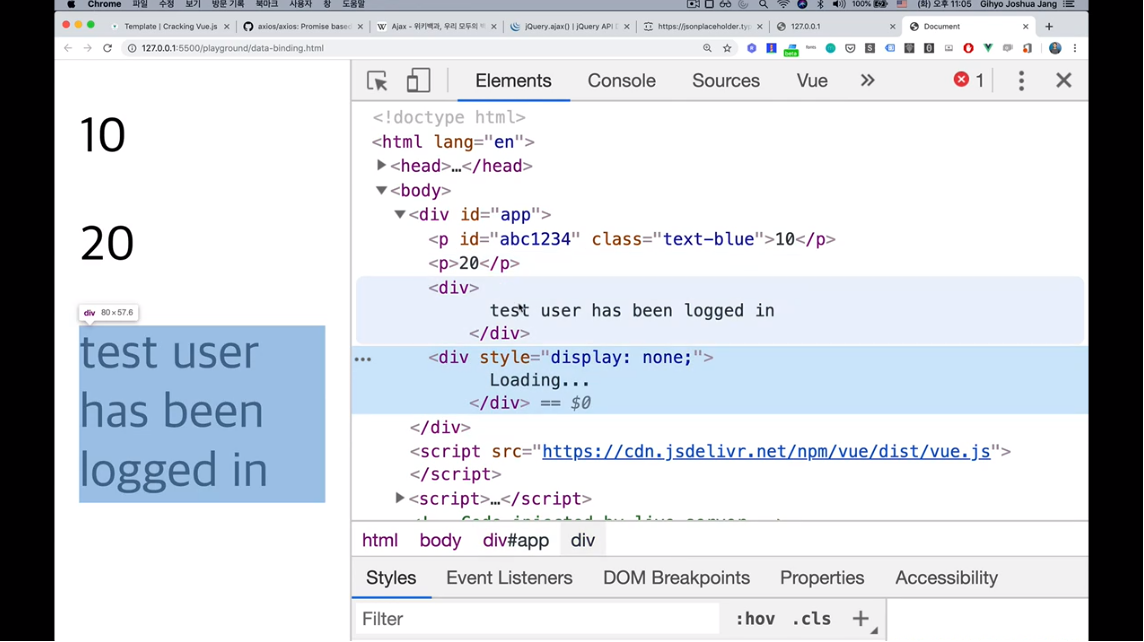 Chrome 파일 수정 보기 방문 기록 북마크 사용자 창 도움말 100% (화) 오후 11:05 Gihyo Joshua Jang
Template | Cracking Vue.js axios/axios: Promise based Ajax - 위키백과, 우리 모두의 jQuery.ajax() | jQuery API https://jsonplaceholder.ty 127.0.0.1 Document
127.0.0.1:5500/playground/data-binding.html
10
20
div 80 × 57.6
test user
has been
logged in
Elements Console Sources Vue 1
<!doctype html>
<html lang="en">
<head>…</head>
<body>
<div id="app">
<p id="abc1234" class="text-blue">10</p>
<p>20</p>
<div>
test user has been logged in
</div>
<div style="display: none;">
Loading...
</div> == $0
</div>
<script src="https://cdn.jsdelivr.net/npm/vue/dist/vue.js">
</script>
<script>…</script>
html body div#app div
Styles Event Listeners DOM Breakpoints Properties Accessibility
Filter :hov .cls